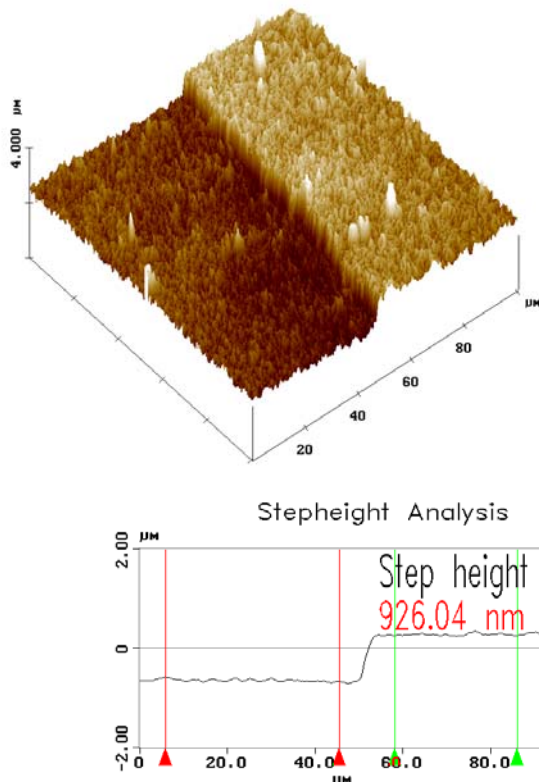 4.000 µM
µM
80
60
40
20
Stepheight Analysis
µM
2.00
Step height
926.04 nm
0
-2.00
0 20.0 40.0 60.0 80.0
µM